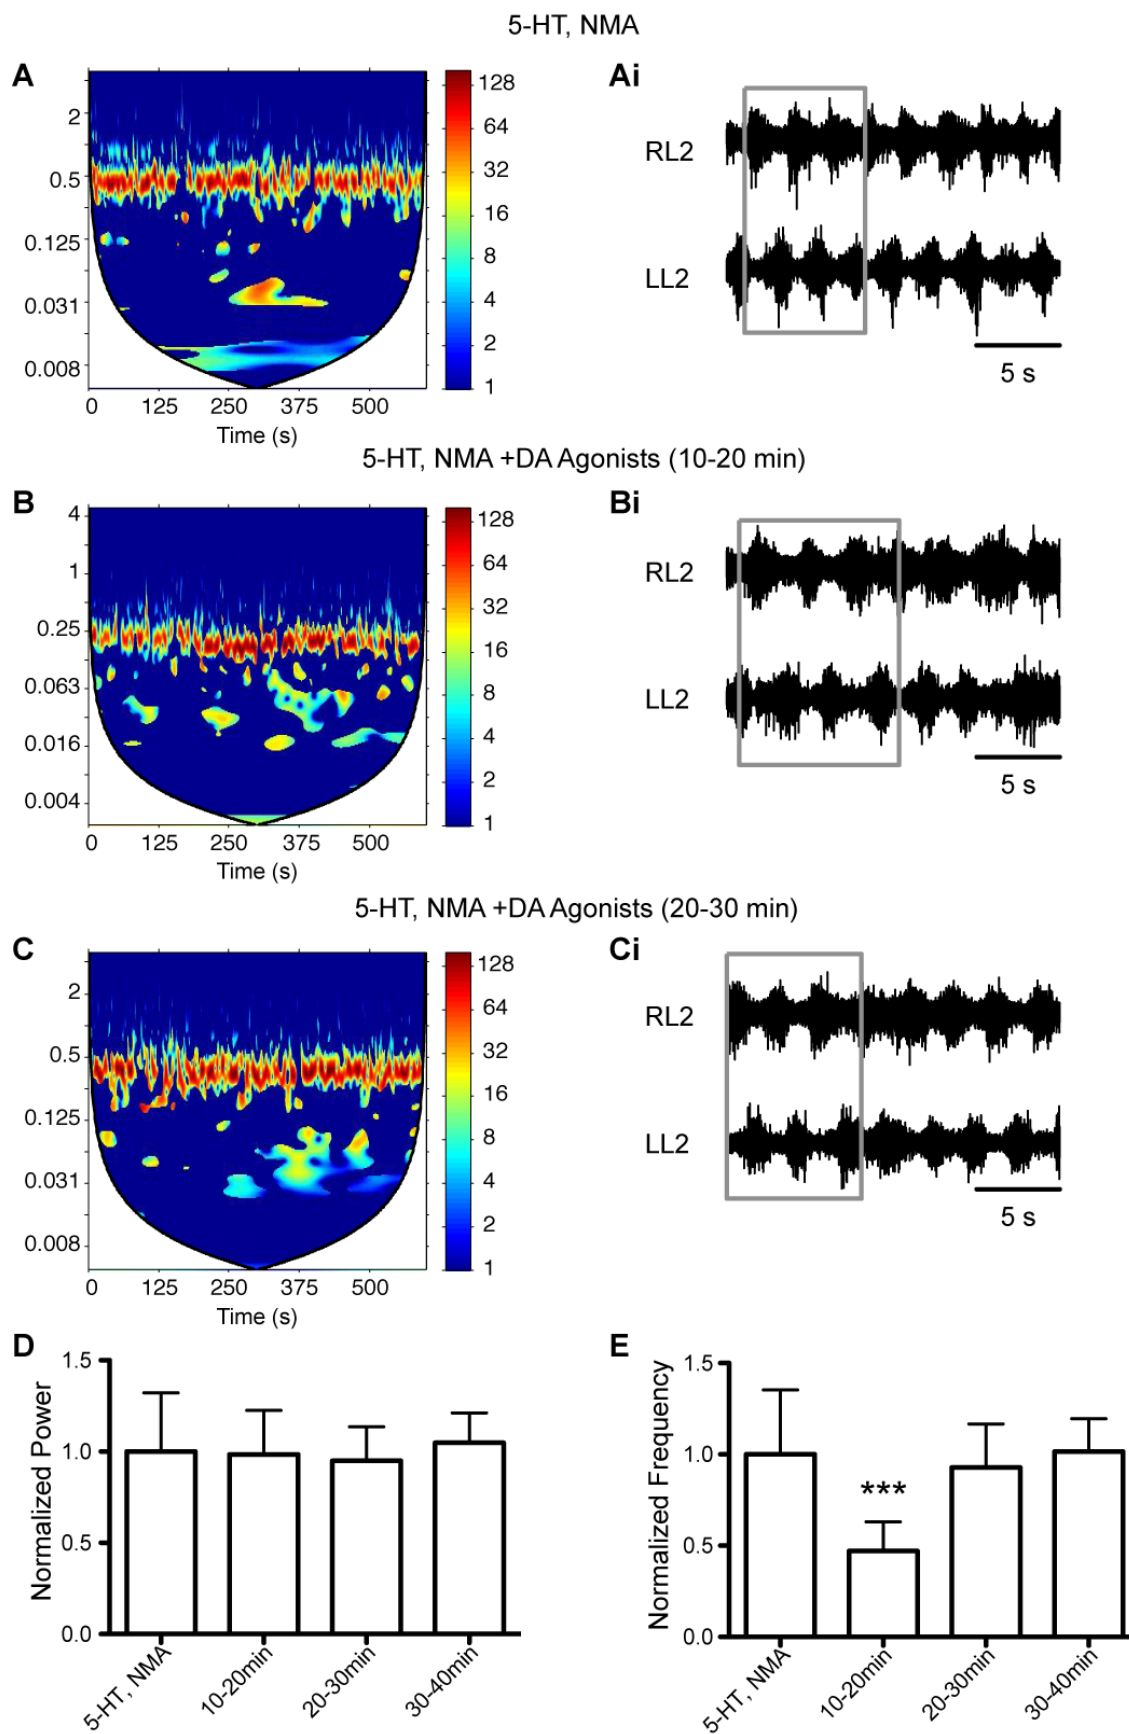 5-HT, NMA
A
2
0.5
0.125
0.031
0.008
0 125 250 375 500
Time (s)
128
64
32
16
8
4
2
1
Ai
RL2
LL2
5 s
5-HT, NMA +DA Agonists (10-20 min)
B
4
1
0.25
0.063
0.016
0.004
0 125 250 375 500
Time (s)
128
64
32
16
8
4
2
1
Bi
RL2
LL2
5 s
5-HT, NMA +DA Agonists (20-30 min)
C
2
0.5
0.125
0.031
0.008
0 125 250 375 500
Time (s)
128
64
32
16
8
4
2
1
Ci
RL2
LL2
5 s
D
Normalized Power
1.5
1.0
0.5
0.0
5-HT, NMA
10-20min
20-30min
30-40min
E
Normalized Frequency
1.5
1.0
0.5
0.0
***
5-HT, NMA
10-20min
20-30min
30-40min